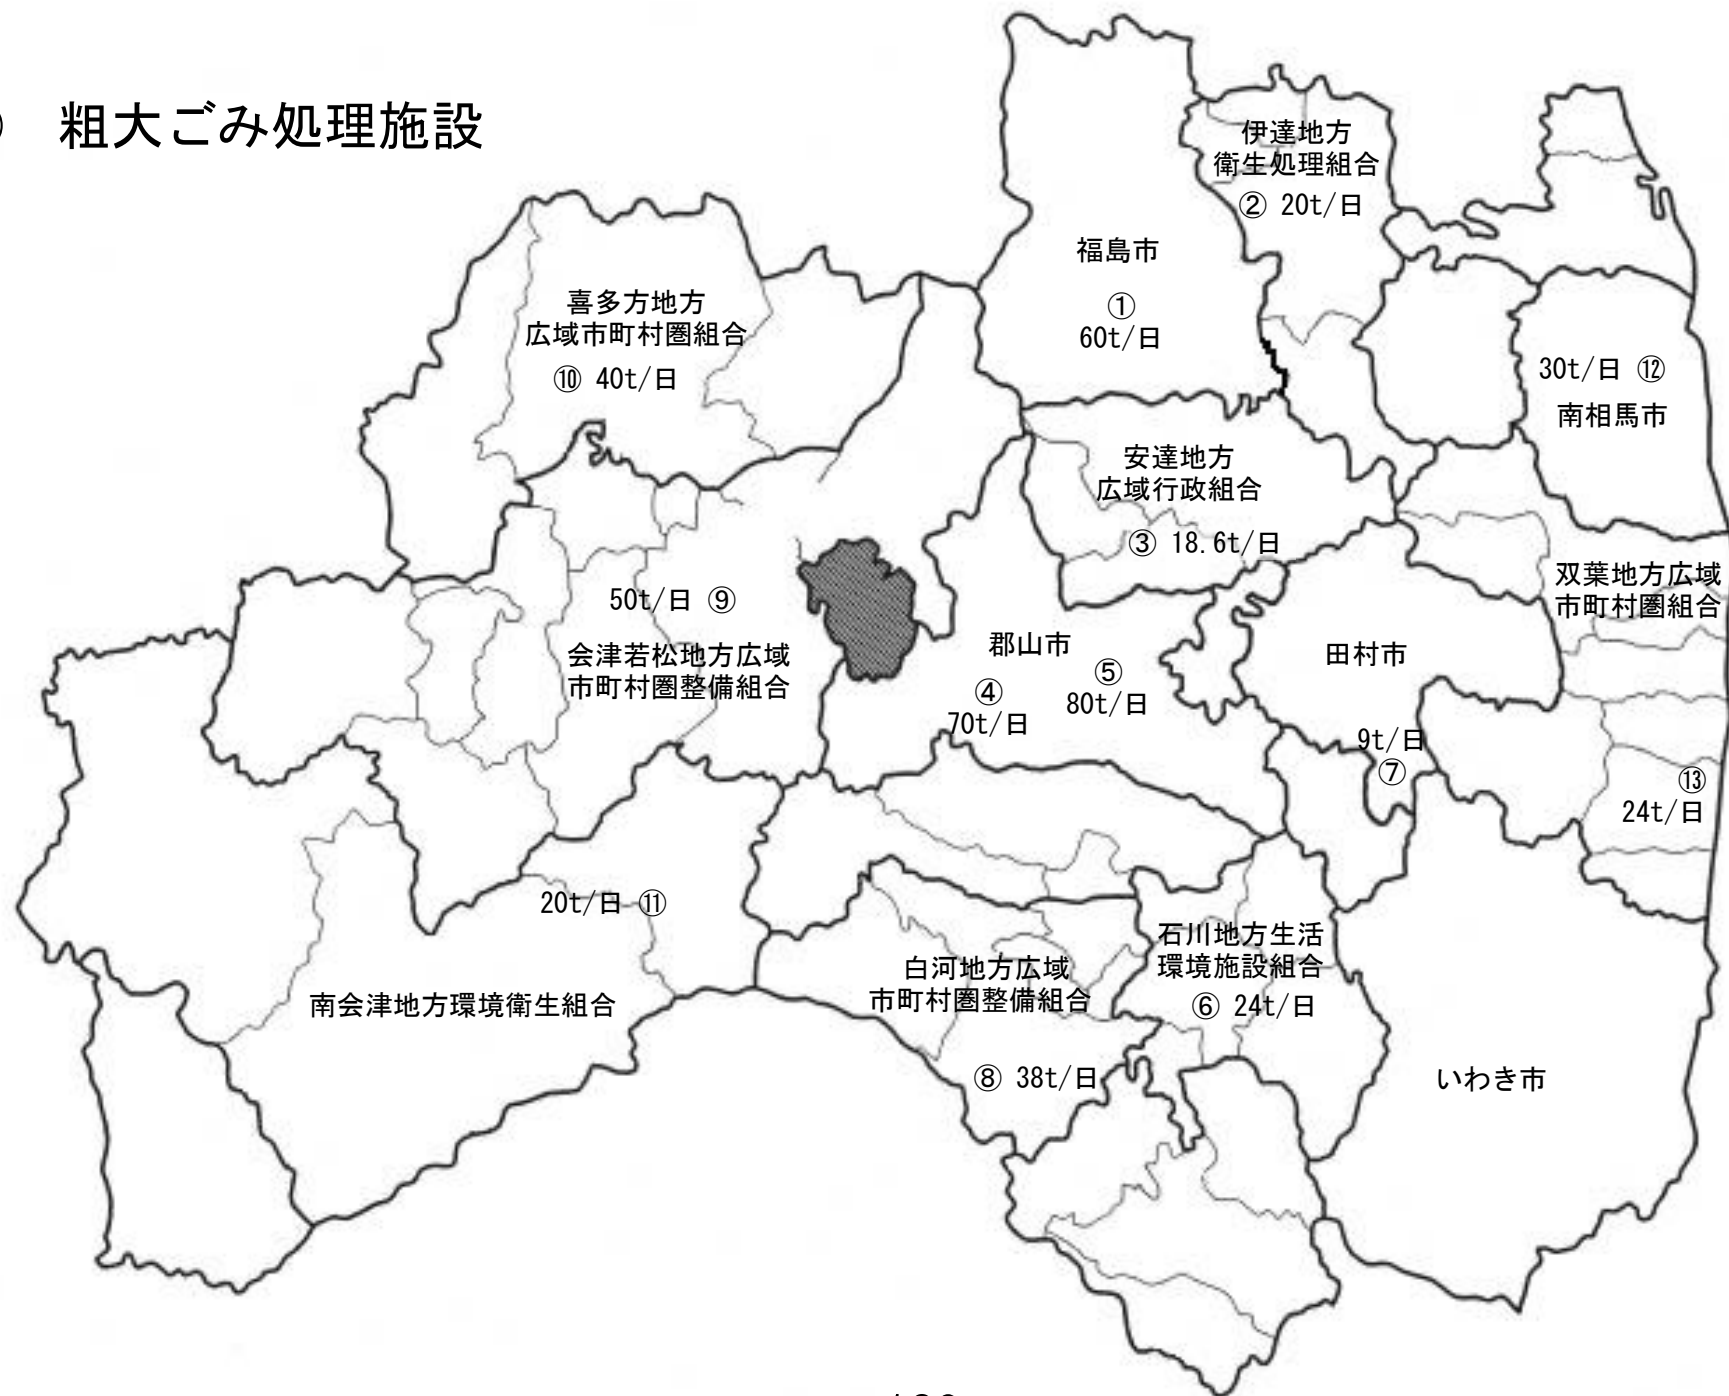 粗大ごみ処理施設
伊達地方
衛生処理組合
② 20t/日
福島市
①
60t/日
喜多方地方
広域市町村圏組合
⑩ 40t/日
30t/日 ⑫
南相馬市
安達地方
広域行政組合
③ 18.6t/日
双葉地方広域
市町村圏組合
50t/日 ⑨
会津若松地方広域
市町村圏整備組合
郡山市
④
70t/日
⑤
80t/日
田村市
9t/日
⑦
⑬
24t/日
20t/日 ⑪
南会津地方環境衛生組合
白河地方広域
市町村圏整備組合
⑧ 38t/日
石川地方生活
環境施設組合
⑥ 24t/日
いわき市